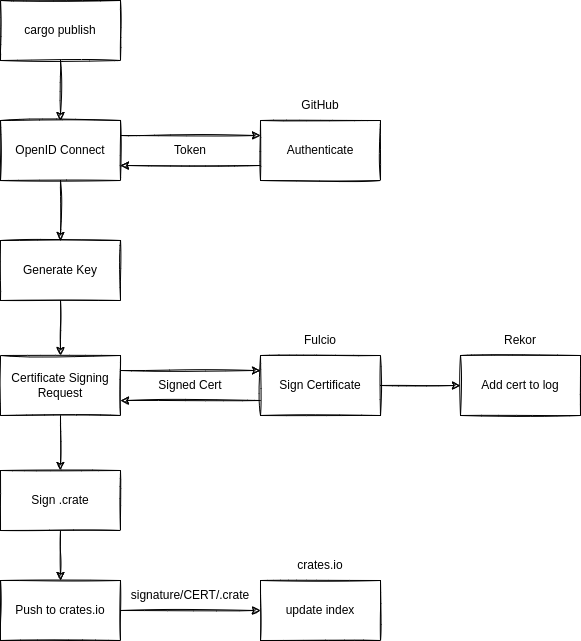 cargo publish
GitHub
OpenID Connect
Token
Authenticate
Generate Key
Fulcio
Rekor
Certificate Signing
Request
Signed Cert
Sign Certificate
Add cert to log
Sign .crate
crates.io
Push to crates.io
signature/CERT/.crate
update index